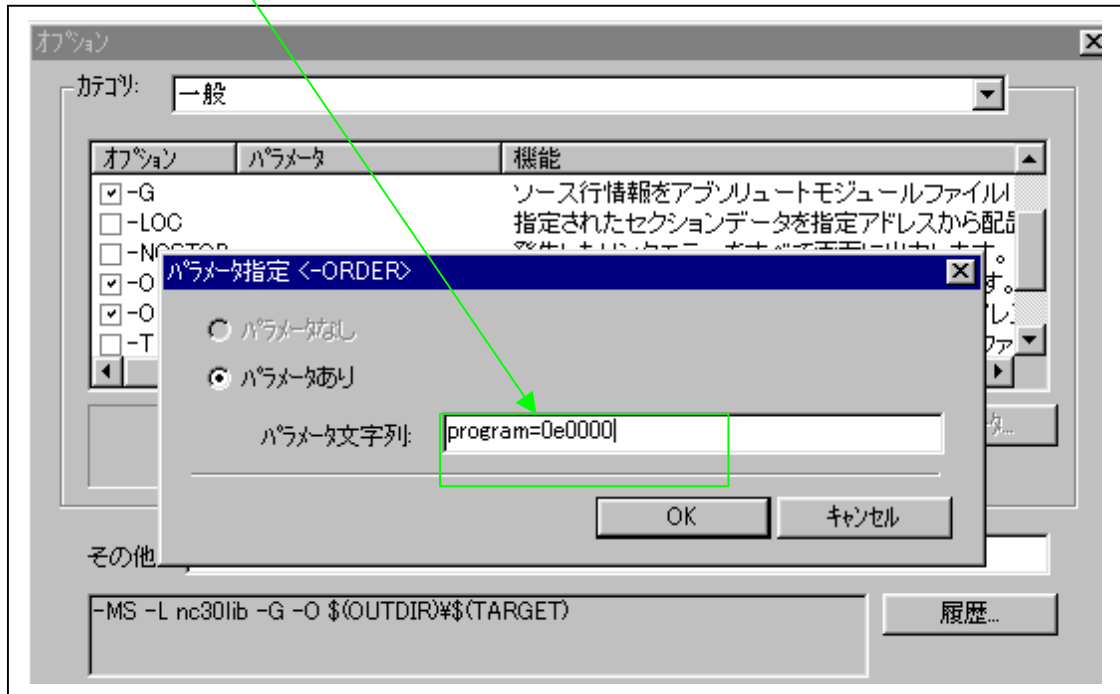 オプション
カテゴリ: 一般
オプション パラメータ 機能
-G ソース行情報をアブソリュートモジュールファイル
-LOC 指定されたセクションデータを指定アドレスから配
パラメータ指定 <-ORDER>
-O す。
-O
-T
パラメータなし
パラメータあり
パラメータ文字列: program=0e0000
OK キャンセル
その他
-MS -L nc30lib -G -O $(OUTDIR)¥$(TARGET)
履歴...